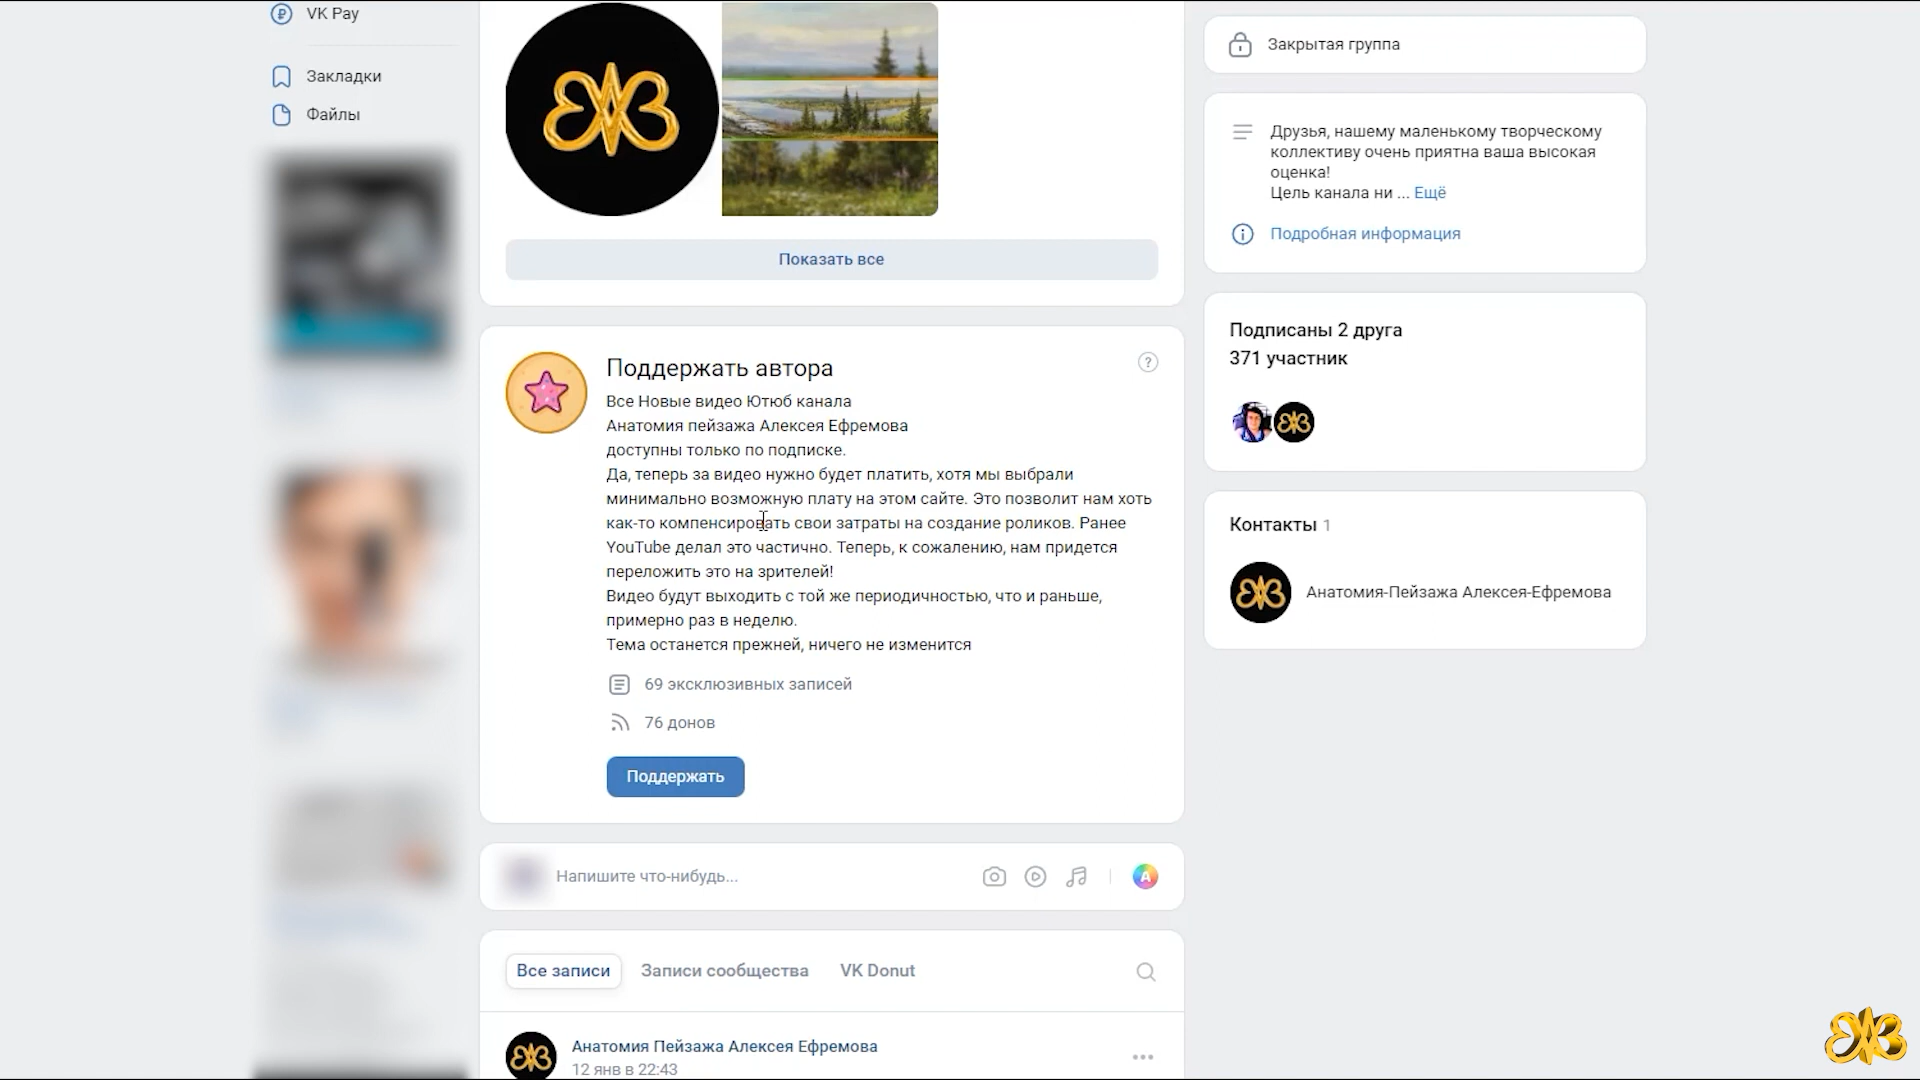 VK Pay
Закладки
Файлы
Показать все
Поддержать автора
Все Новые видео Ютюб канала
Анатомия пейзажа Алексея Ефремова
доступны только по подписке.
Да, теперь за видео нужно будет платить, хотя мы выбрали
минимально возможную плату на этом сайте. Это позволит нам хоть
как-то компенсировать свои затраты на создание роликов. Ранее
YouTube делал это частично. Теперь, к сожалению, нам придется
переложить это на зрителей!
Видео будут выходить с той же периодичностью, что и раньше,
примерно раз в неделю.
Тема останется прежней, ничего не изменится
69 эксклюзивных записей
76 донов
Поддержать
Напишите что-нибудь...
Все записи
Записи сообщества
VK Donut
Анатомия Пейзажа Алексея Ефремова
12 янв в 22:43
Закрытая группа
Друзья, нашему маленькому творческому
коллективу очень приятна ваша высокая
оценка!
Цель канала ни ... Ещё
Подробная информация
Подписаны 2 друга
371 участник
Контакты 1
Анатомия-Пейзажа Алексея-Ефремова